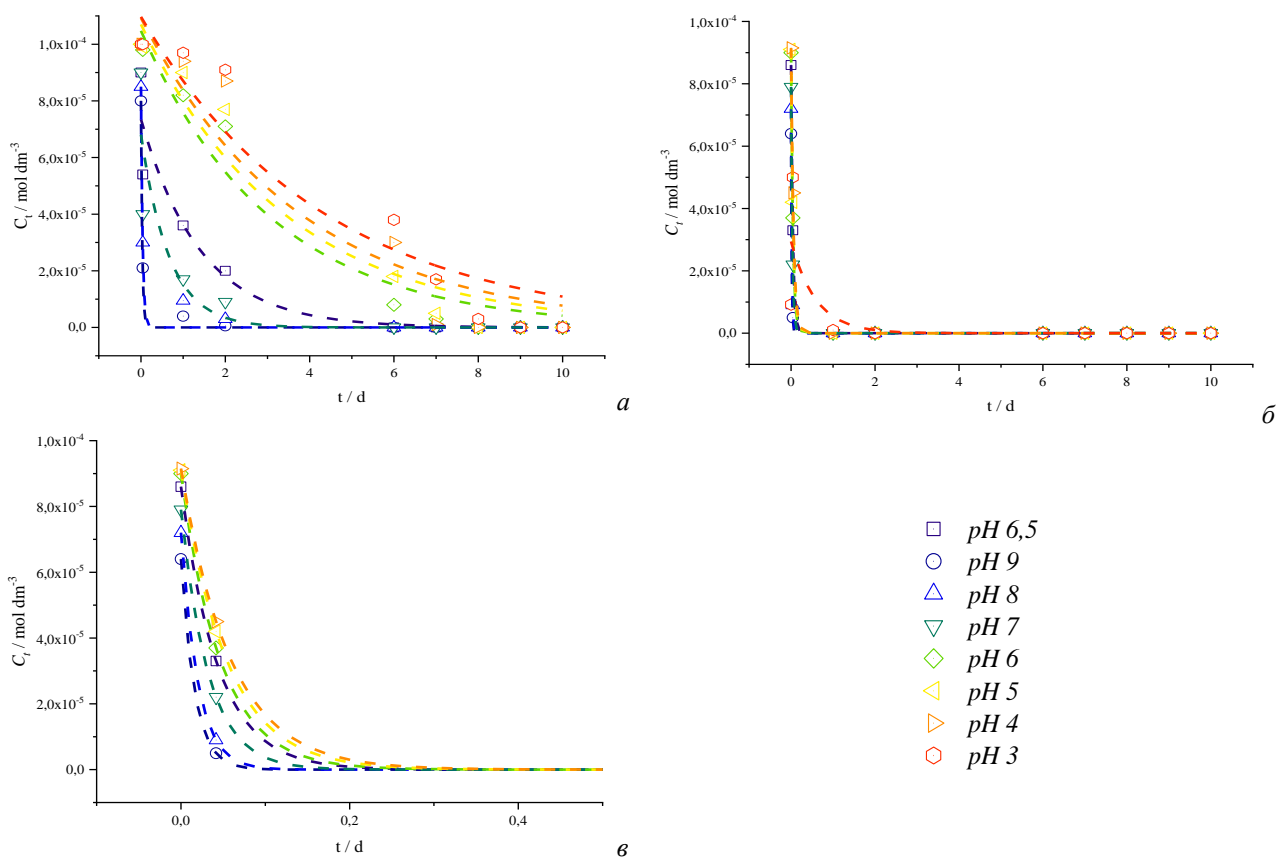 1,0x10-4
8,0x10-5
6,0x10-5
4,0x10-5
2,0x10-5
0,0
Ct / mol dm-3
0 2 4 6 8 10
t / d
а
1,0x10-4
8,0x10-5
6,0x10-5
4,0x10-5
2,0x10-5
0,0
Ct / mol dm-3
0 2 4 6 8 10
t / d
б
1,0x10-4
8,0x10-5
6,0x10-5
4,0x10-5
2,0x10-5
0,0
Ct / mol dm-3
0,0 0,2 0,4
t / d
в
pH 6,5
pH 9
pH 8
pH 7
pH 6
pH 5
pH 4
pH 3